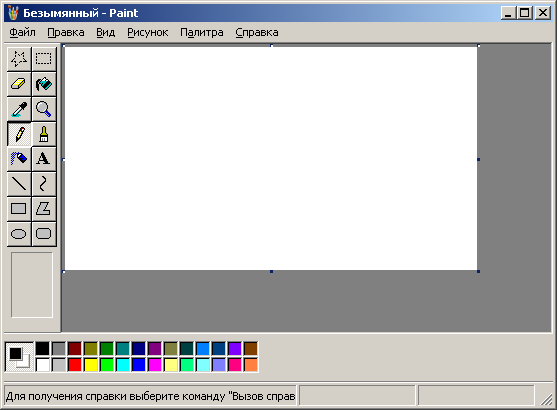 Безымянный - Paint
Файл Правка Вид Рисунок Палитра Справка
A
Для получения справки выберите команду "Вызов справ